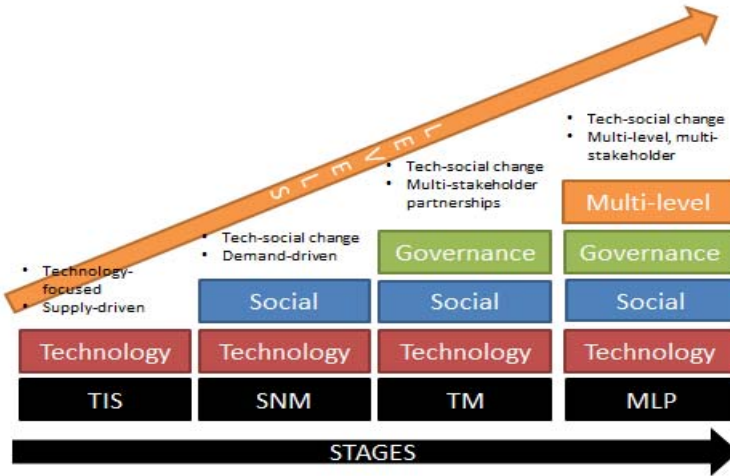 • Tech-social change
• Multi-level, multi-
stakeholder
LEVELS
• Tech-social change
• Multi-stakeholder
partnerships
Multi-level
• Tech-social change
• Demand-driven
Governance
Governance
• Technology-
focused
• Supply-driven
Social
Social
Social
Technology
Technology
Technology
Technology
TIS
SNM
TM
MLP
STAGES